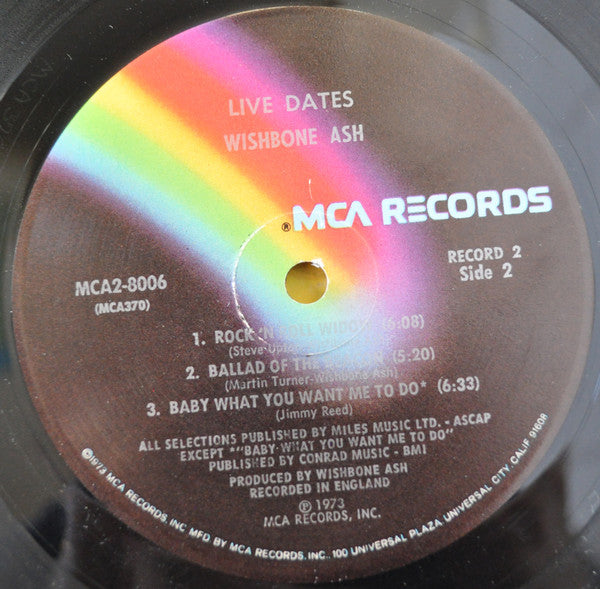 LIVE DATES
WISHBONE ASH
MCA RECORDS
®
RECORD 2
Side 2
MCA2-8006
(MCA370)
1. ROCK 'N ROLL WIDOW (6:08)
(Steve
2. BALLAD OF THE (5:20)
(Martin Turner-Wishbone Ash)
3. BABY WHAT YOU WANT ME TO DO* (6:33)
(Jimmy Reed)
ALL SELECTIONS PUBLISHED BY MILES MUSIC LTD. - ASCAP
EXCEPT *"BABY WHAT YOU WANT ME TO DO"
PUBLISHED BY CONRAD MUSIC - BMI
PRODUCED BY WISHBONE ASH
RECORDED IN ENGLAND
℗ 1973
MCA RECORDS, INC.
©1973 MCA RECORDS, INC. MFD. BY MCA RECORDS, INC., 100 UNIVERSAL PLAZA, UNIVERSAL CITY, CALIF. 91608